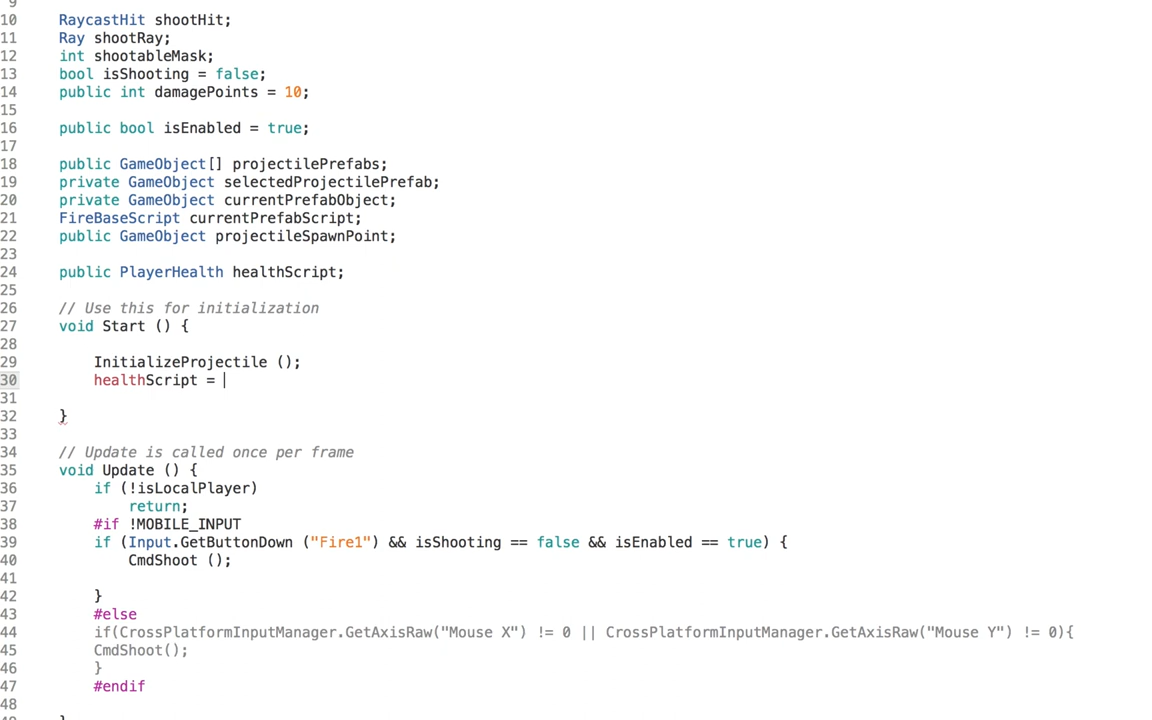 9
10 RaycastHit shootHit;
11 Ray shootRay;
12 int shootableMask;
13 bool isShooting = false;
14 public int damagePoints = 10;
15
16 public bool isEnabled = true;
17
18 public GameObject[] projectilePrefabs;
19 private GameObject selectedProjectilePrefab;
20 private GameObject currentPrefabObject;
21 FireBaseScript currentPrefabScript;
22 public GameObject projectileSpawnPoint;
23
24 public PlayerHealth healthScript;
25
26 // Use this for initialization
27 void Start () {
28
29 InitializeProjectile ();
30 healthScript =
31
32 }
33
34 // Update is called once per frame
35 void Update () {
36 if (!isLocalPlayer)
37 return;
38 #if !MOBILE_INPUT
39 if (Input.GetButtonDown ("Fire1") && isShooting == false && isEnabled == true) {
40 CmdShoot ();
41
42 }
43 #else
44 if(CrossPlatformInputManager.GetAxisRaw("Mouse X") != 0 || CrossPlatformInputManager.GetAxisRaw("Mouse Y") != 0){
45 CmdShoot();
46 }
47 #endif
48
49 }